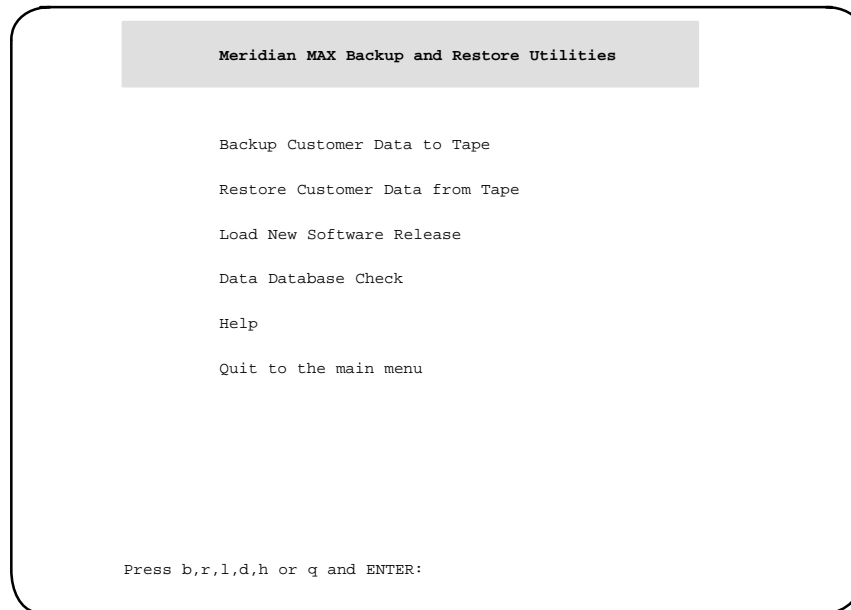 Meridian MAX Backup and Restore Utilities
Backup Customer Data to Tape
Restore Customer Data from Tape
Load New Software Release
Data Database Check
Help
Quit to the main menu
Press b,r,l,d,h or q and ENTER: